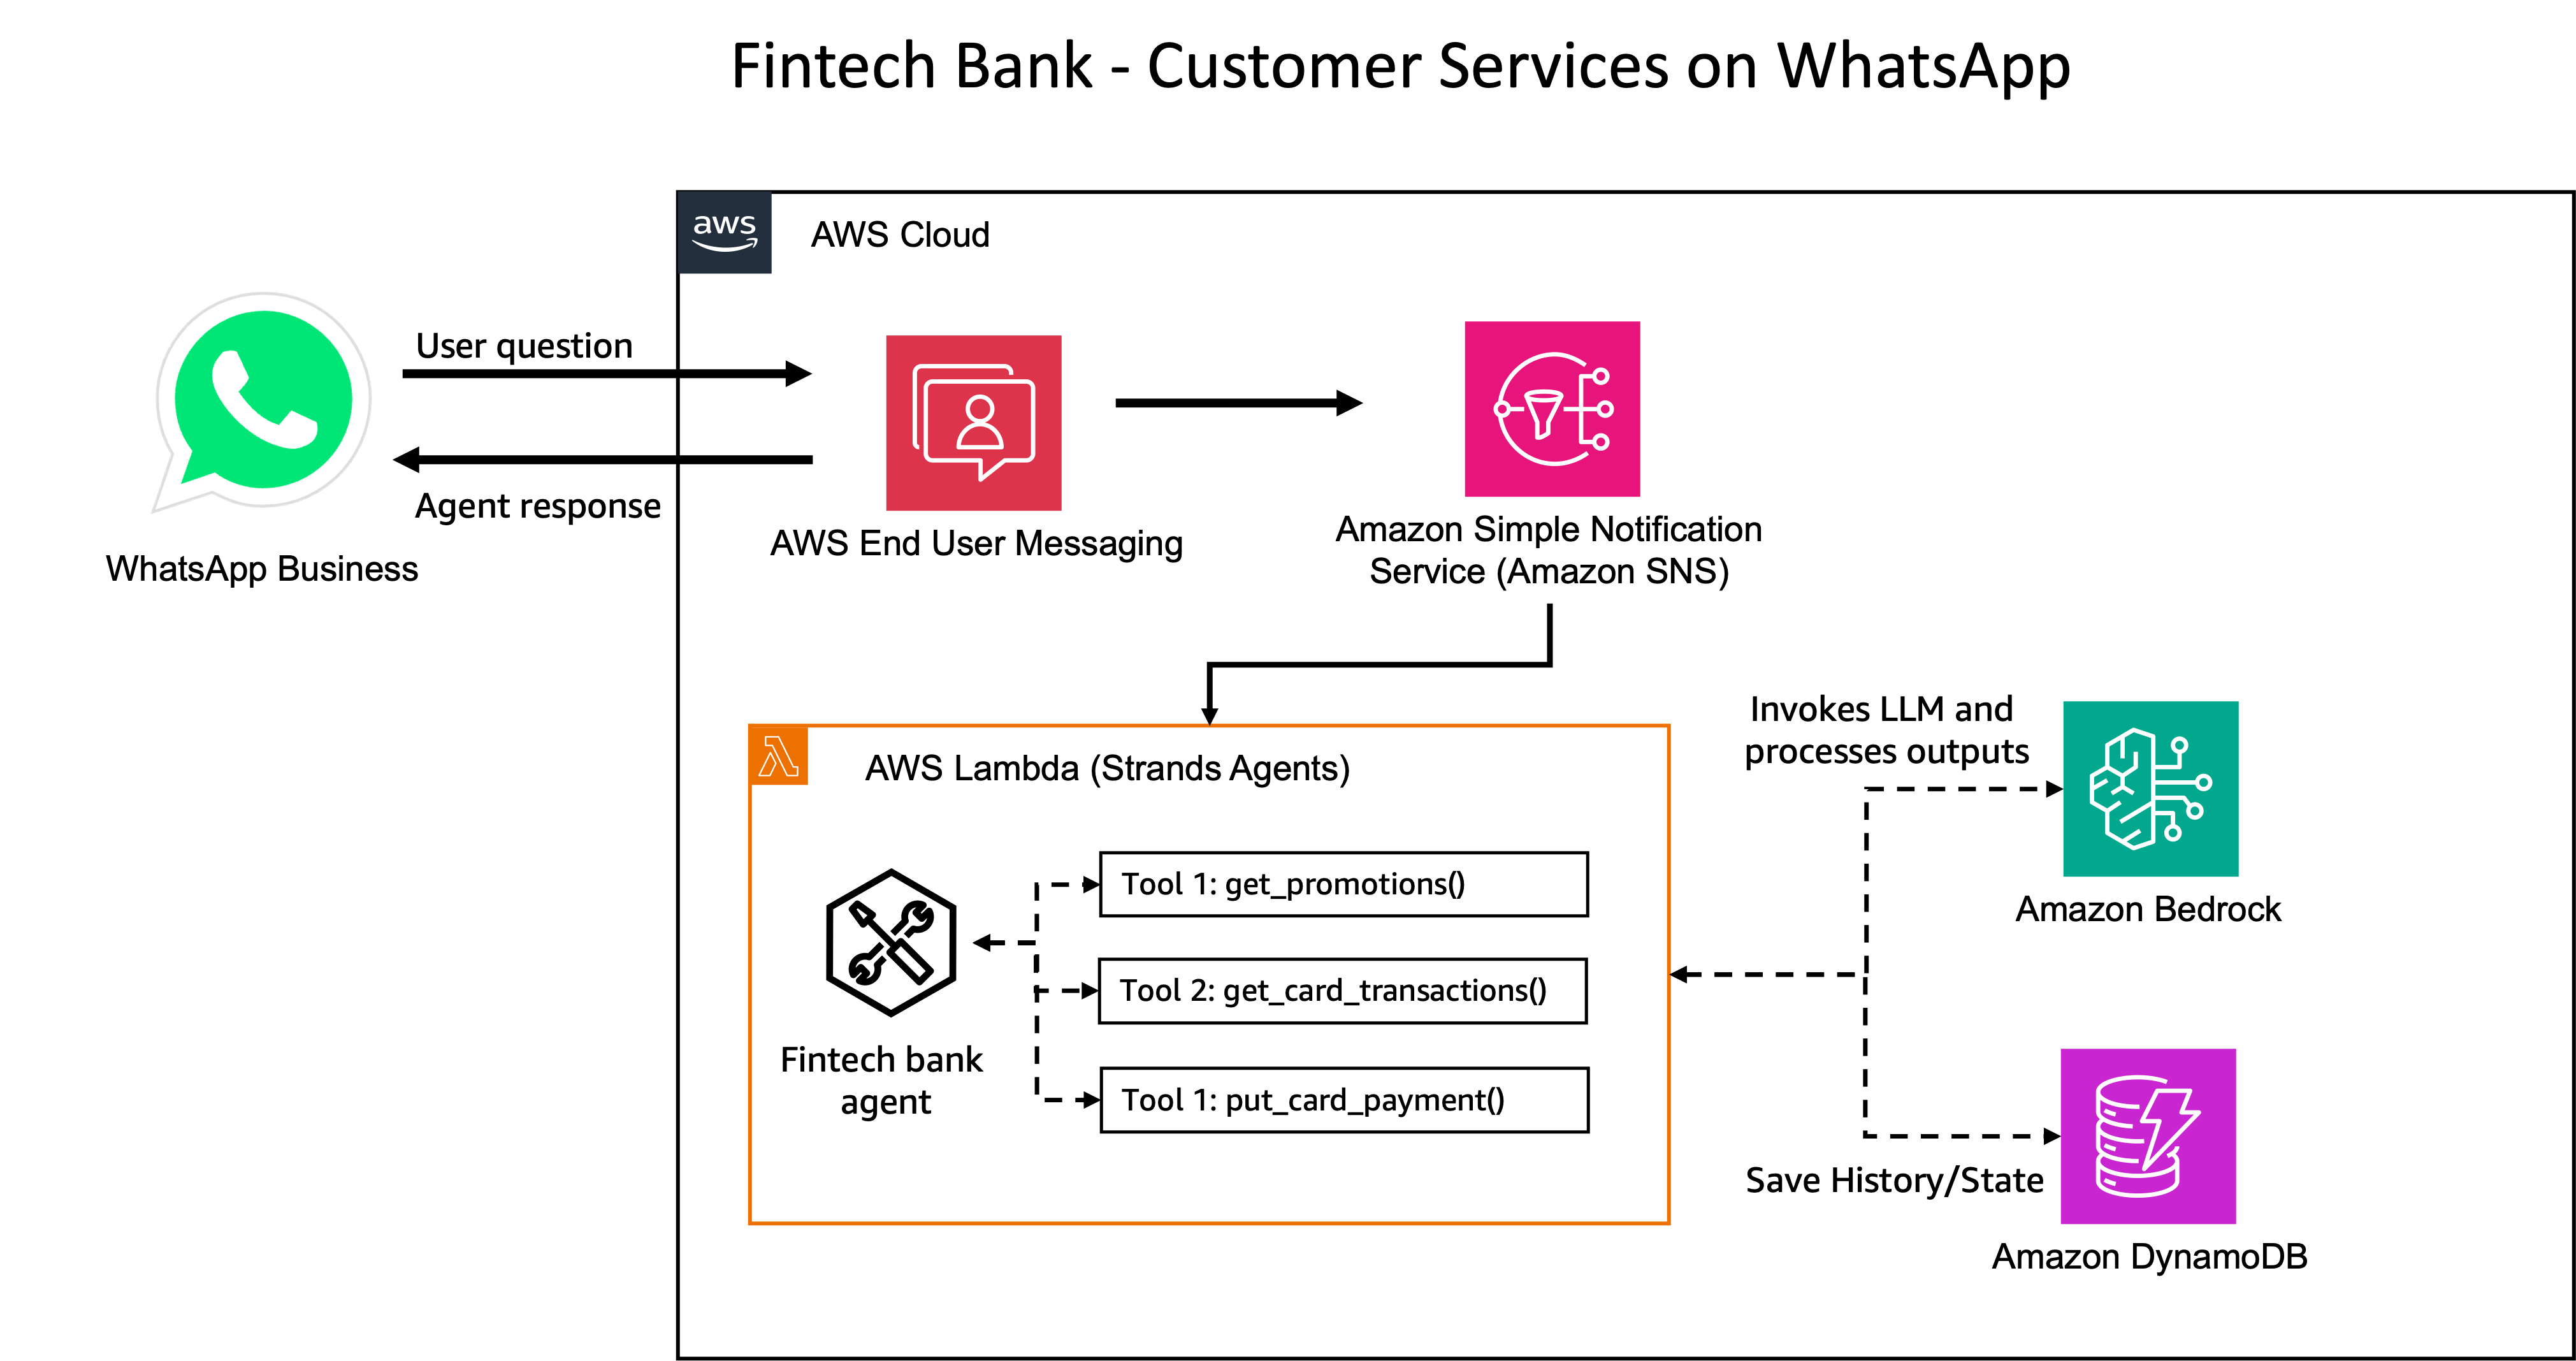 Fintech Bank - Customer Services on WhatsApp
aws
AWS Cloud
User question
Agent response
WhatsApp Business
AWS End User Messaging
Amazon Simple Notification
Service (Amazon SNS)
AWS Lambda (Strands Agents)
Fintech bank
agent
Tool 1: get_promotions()
Tool 2: get_card_transactions()
Tool 1: put_card_payment()
Invokes LLM and
processes outputs
Amazon Bedrock
Save History/State
Amazon DynamoDB